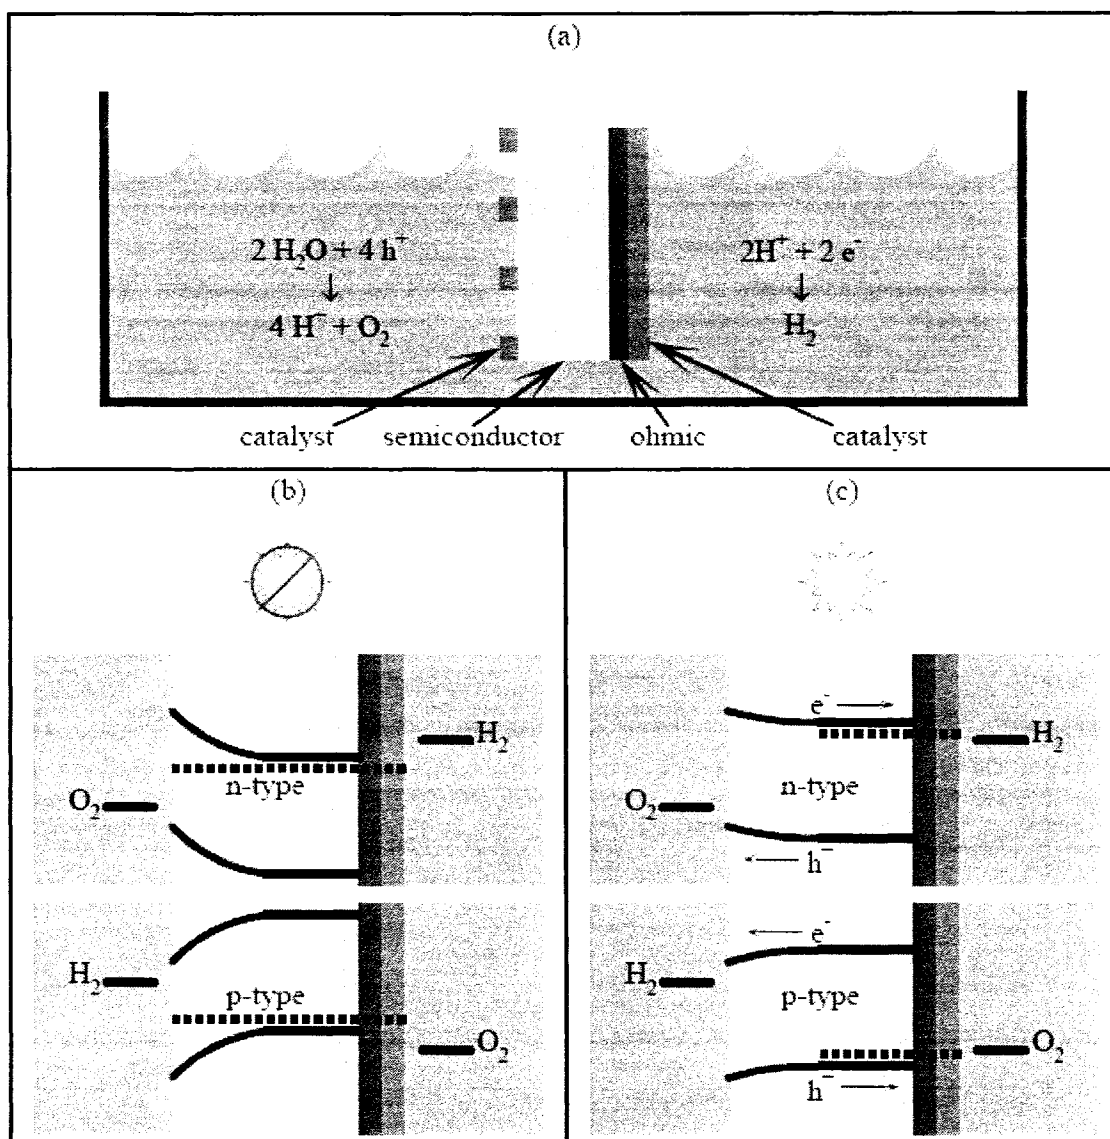 (a)
2 H₂O + 4 h⁺
↓
4 H⁻ + O₂
2H⁺ + 2 e⁻
↓
H₂
catalyst semiconductor ohmic catalyst
(b)
H₂
n-type
O₂
H₂
p-type
O₂
(c)
e⁻
H₂
n-type
O₂
h⁻
e⁻
H₂
p-type
O₂
h⁻